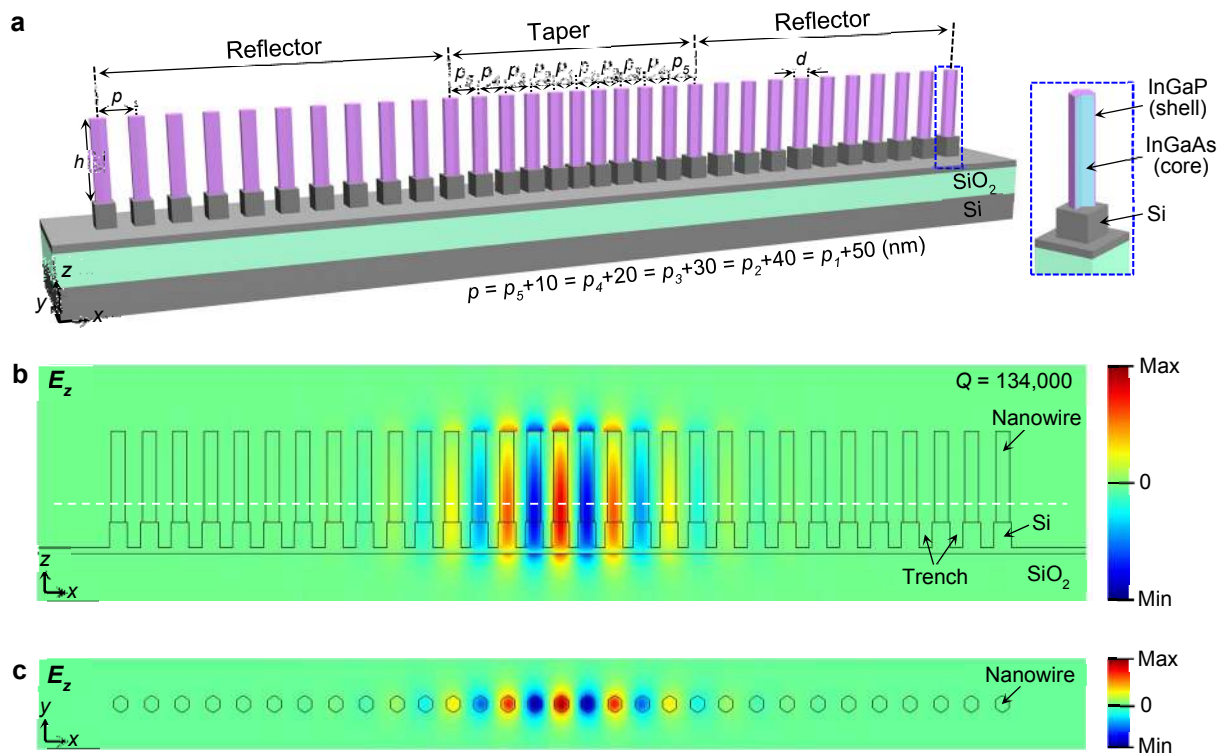 a
Reflector
Taper
Reflector
p
p5
d
h
InGaP
(shell)
InGaAs
(core)
Si
SiO2
Si
p = p5+10 = p4+20 = p3+30 = p2+40 = p1+50 (nm)
z
y
x
b
Ez
Q = 134,000
Nanowire
Si
Trench
SiO2
z
x
Max
0
Min
c
Ez
Nanowire
y
x
Max
0
Min